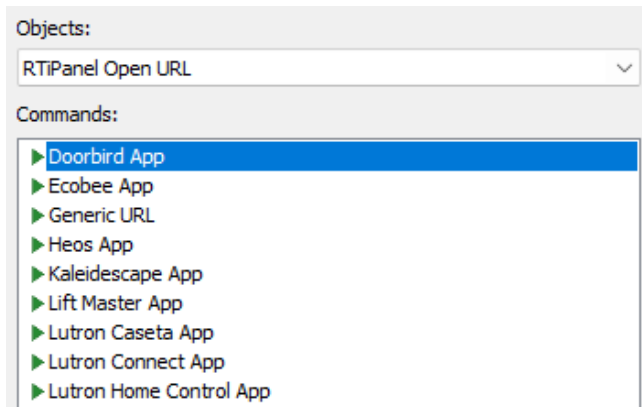 Objects:
RTiPanel Open URL
Commands:
Doorbird App
Ecobee App
Generic URL
Heos App
Kaleidescape App
Lift Master App
Lutron Caseta App
Lutron Connect App
Lutron Home Control App